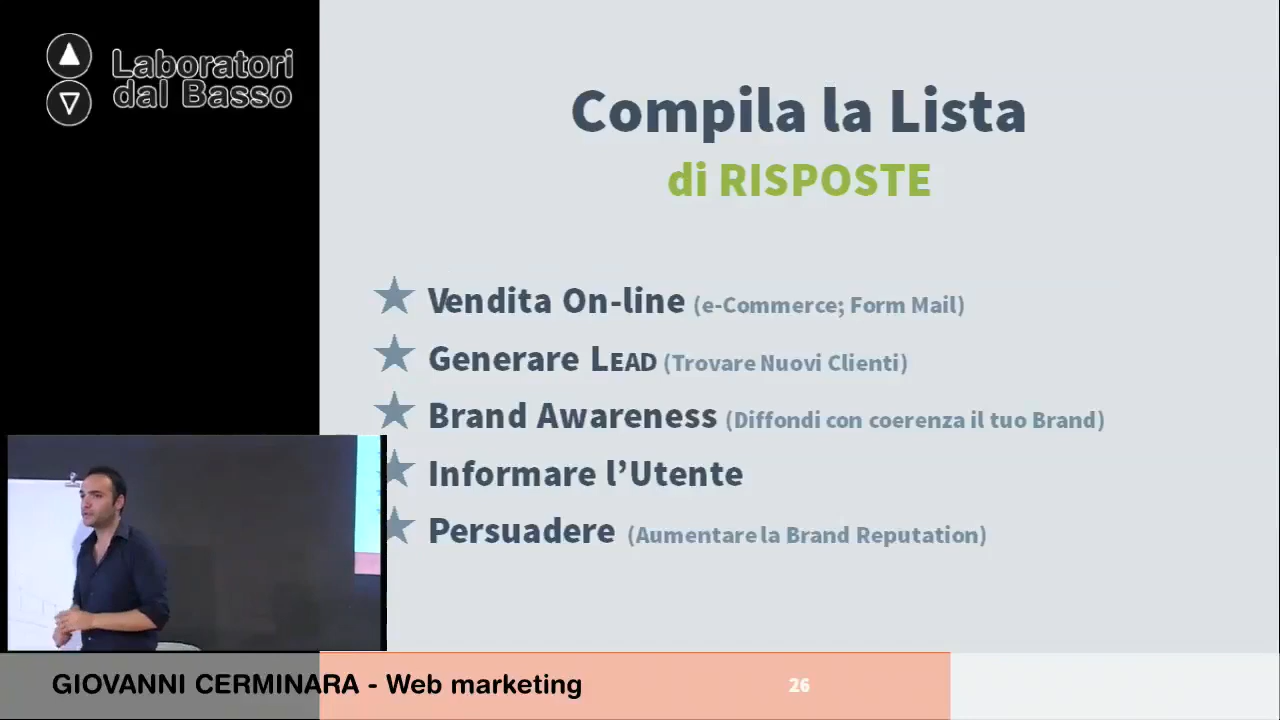 Laboratori
dal Basso
Compila la Lista
di RISPOSTE
Vendita On-line (e-Commerce; Form Mail)
Generare LEAD (Trovare Nuovi Clienti)
Brand Awareness (Diffondi con coerenza il tuo Brand)
Informare l’Utente
Persuadere (Aumentare la Brand Reputation)
GIOVANNI CERMINARA - Web marketing
26